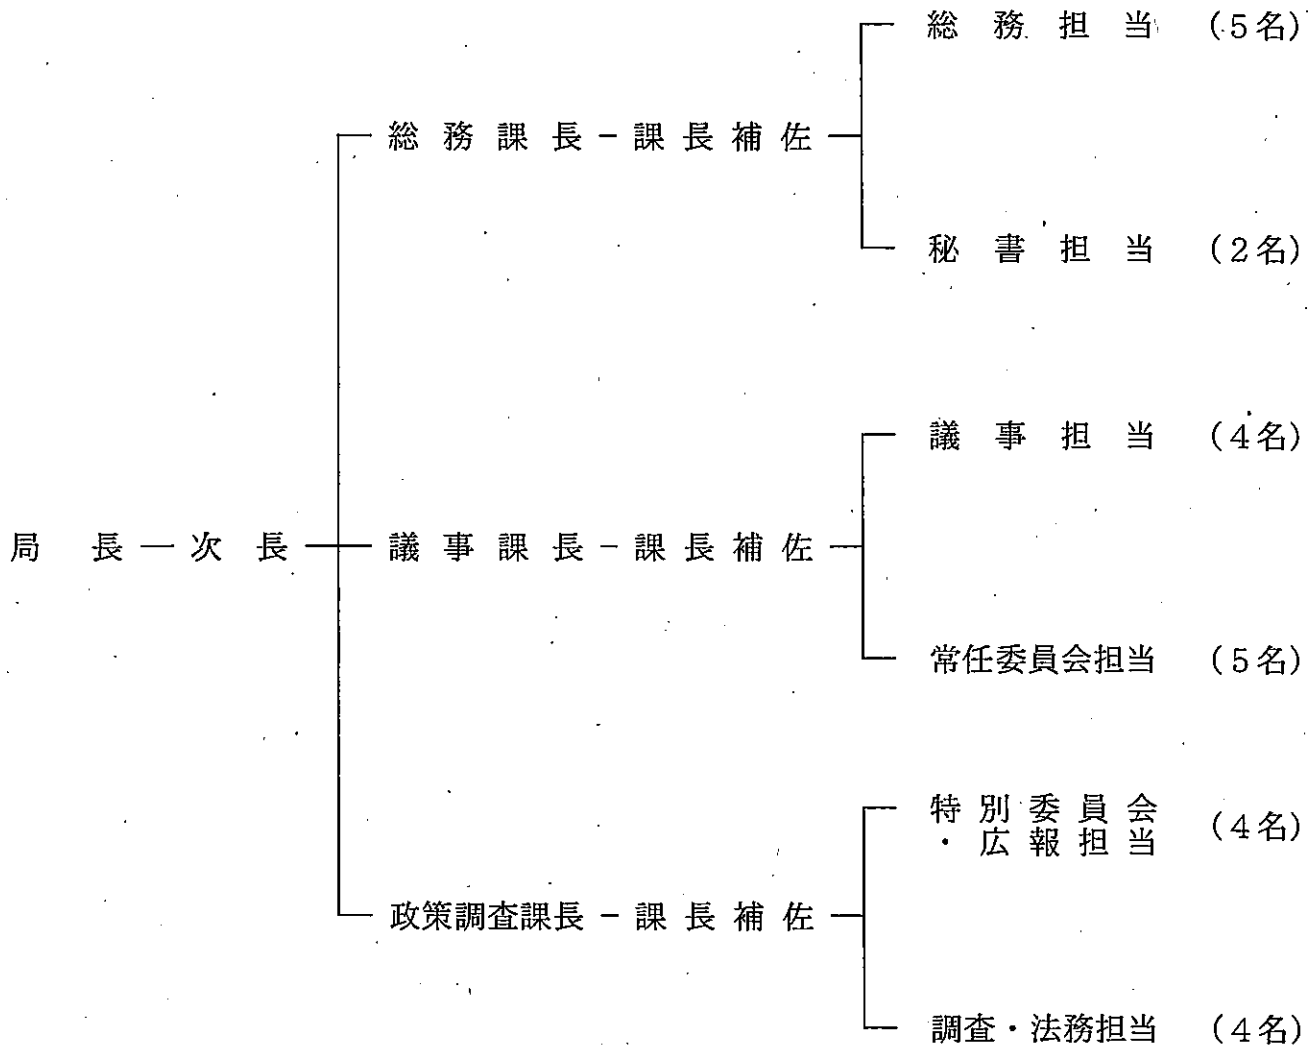 総務担当 (5名)
総務課長－課長補佐
秘書担当 (2名)
議事担当 (4名)
局長－次長 議事課長－課長補佐
常任委員会担当 (5名)
特別委員会
・広報担当 (4名)
政策調査課長－課長補佐
調査・法務担当 (4名)